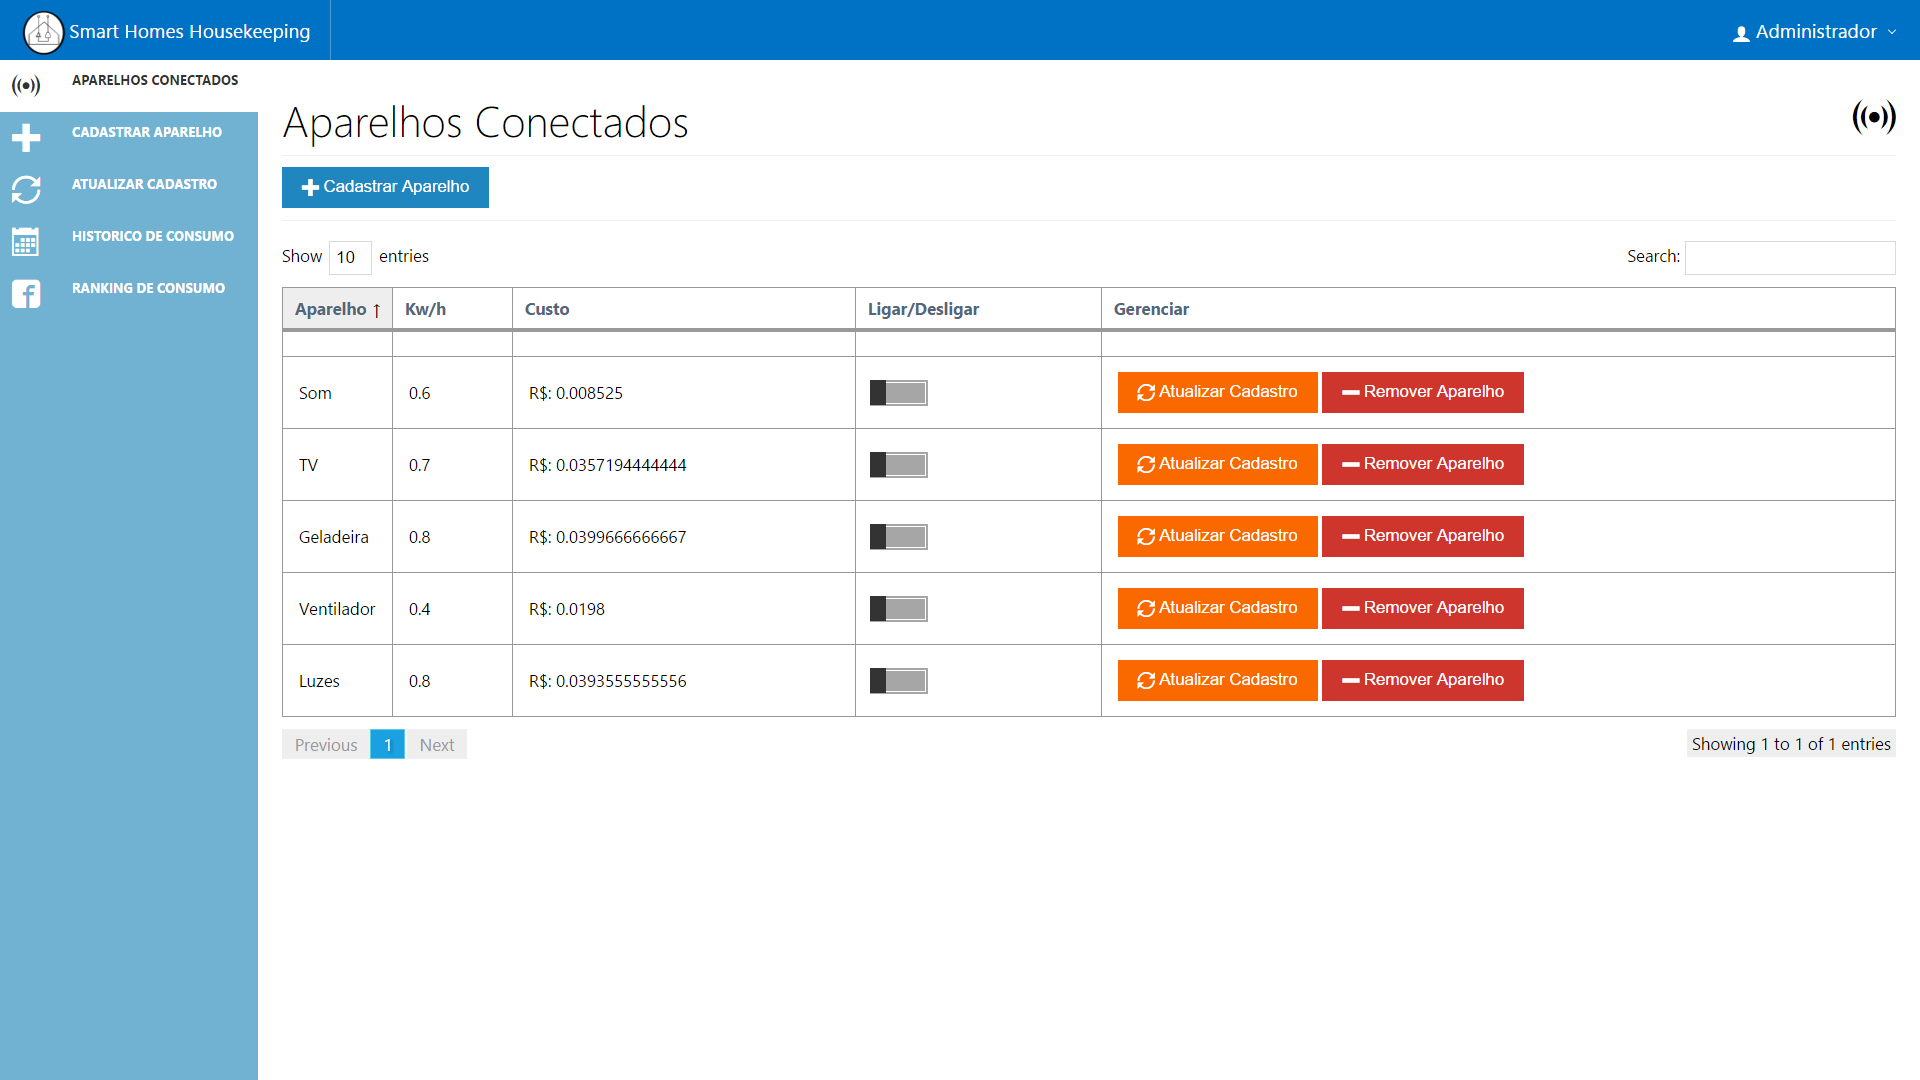 Smart Homes Housekeeping
Administrador
APARELHOS CONECTADOS
CADASTRAR APARELHO
ATUALIZAR CADASTRO
HISTORICO DE CONSUMO
RANKING DE CONSUMO
Aparelhos Conectados
Cadastrar Aparelho
Show 10 entries
Search:
Aparelho ↑ Kw/h Custo Ligar/Desligar Gerenciar
Som 0.6 R$: 0.008525 Atualizar Cadastro Remover Aparelho
TV 0.7 R$: 0.0357194444444 Atualizar Cadastro Remover Aparelho
Geladeira 0.8 R$: 0.0399666666667 Atualizar Cadastro Remover Aparelho
Ventilador 0.4 R$: 0.0198 Atualizar Cadastro Remover Aparelho
Luzes 0.8 R$: 0.0393555555556 Atualizar Cadastro Remover Aparelho
Previous 1 Next
Showing 1 to 1 of 1 entries